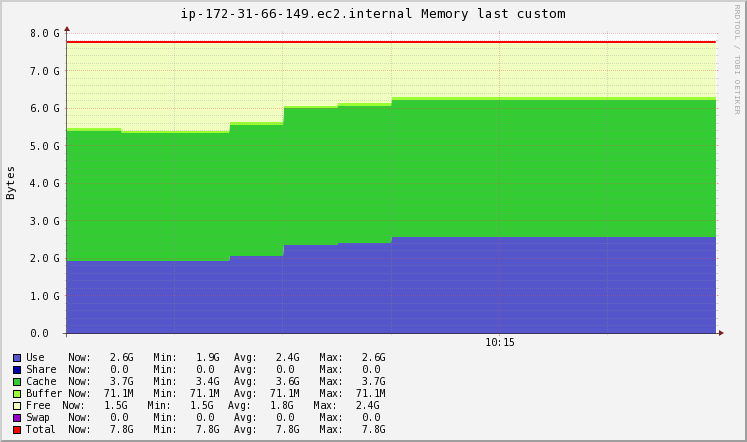 ip-172-31-66-149.ec2.internal Memory last custom
RRDTOOL / TOBI OETIKER
Bytes
8.0 G
7.0 G
6.0 G
5.0 G
4.0 G
3.0 G
2.0 G
1.0 G
0.0
10:15
Use Now: 2.6G Min: 1.9G Avg: 2.4G Max: 2.6G
Share Now: 0.0 Min: 0.0 Avg: 0.0 Max: 0.0
Cache Now: 3.7G Min: 3.4G Avg: 3.6G Max: 3.7G
Buffer Now: 71.1M Min: 71.1M Avg: 71.1M Max: 71.1M
Free Now: 1.5G Min: 1.5G Avg: 1.8G Max: 2.4G
Swap Now: 0.0 Min: 0.0 Avg: 0.0 Max: 0.0
Total Now: 7.8G Min: 7.8G Avg: 7.8G Max: 7.8G